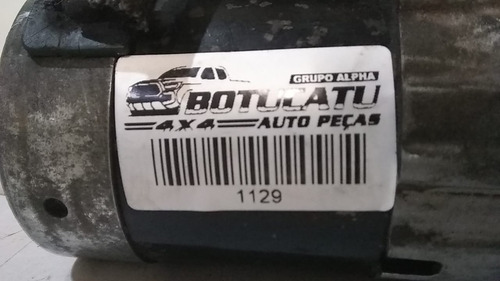 GRUPO ALPHA
BOTUCATU
4X4 AUTO PEÇAS
1129